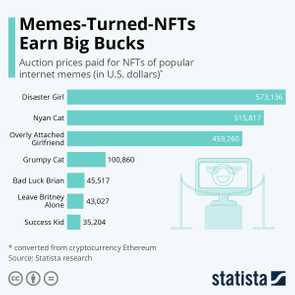 Memes-Turned-NFTs
Earn Big Bucks
Auction prices paid for NFTs of popular
internet memes (in U.S. dollars)*
Disaster Girl 573,136
Nyan Cat 515,817
Overly Attached
Girlfriend 459,260
Grumpy Cat 100,860
Bad Luck Brian 45,517
Leave Britney
Alone 43,027
Success Kid 35,204
* converted from cryptocurrency Ethereum
Source: Statista research
statista